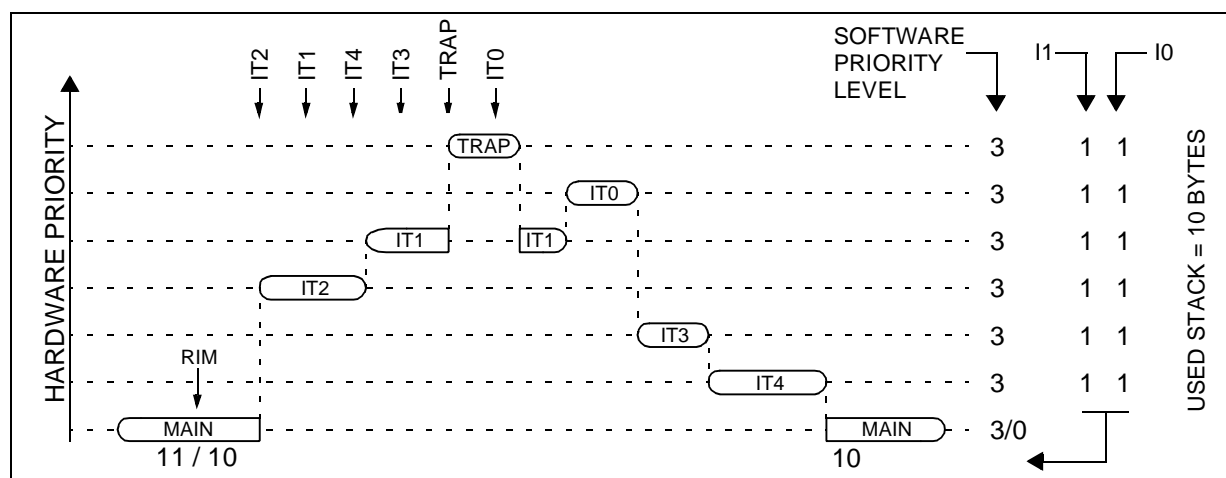 IT2
IT1
IT4
IT3
TRAP
IT0
SOFTWARE
PRIORITY
LEVEL
I1
I0
HARDWARE PRIORITY
TRAP
3 1 1
IT0
3 1 1
IT1
IT1
3 1 1
IT2
3 1 1
RIM
IT3
3 1 1
IT4
3 1 1
MAIN
MAIN
3/0
11 / 10
10
USED STACK = 10 BYTES